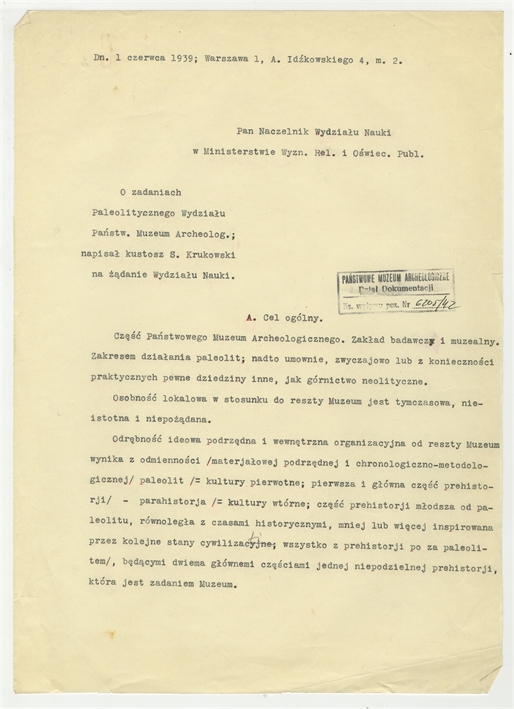 Dn. 1 czerwca 1939; Warszawa 1, A. Idźkowskiego 4, m. 2.
Pan Naczelnik Wydziału Nauki
w Ministerstwie Wyzn. Rel. i Oświec. Publ.
O zadaniach
Paleolitycznego Wydziału
Państw. Muzeum Archeolog.;
napisał kustosz S. Krukowski
na żądanie Wydziału Nauki.
PAŃSTWOWE MUZEUM ARCHEOLOGICZNE
Dział Dokumentacji
Ks. wpływu poz. Nr 6205/42
A. Cel ogólny.
Część Państwowego Muzeum Archeologicznego. Zakład badawczy i muzealny.
Zakresem działania paleolit; nadto umownie, zwyczajowo lub z konieczności
praktycznych pewne dziedziny inne, jak górnictwo neolityczne.
Osobność lokalowa w stosunku do reszty Muzeum jest tymczasowa, nie-
istotna i niepożądana.
Odrębność ideowa podrzędna i wewnętrzna organizacyjna od reszty Muzeum
wynika z odmienności /materjałowej podrzędnej i chronologiczno-metodolo-
gicznej/ paleolit /= kultury pierwotne; pierwsza i główna część prehisto-
rji/ - parahistorja /= kultury wtórne; część prehistorji młodsza od pa-
leolitu, równoległa z czasami historycznymi, mniej lub więcej inspirowana
przez kolejne stany cywilizacyjne; wszystko z prehistorji po za paleoli-
tem/, będącymi dwiema głównemi częściami jednej niepodzielnej prehistorji,
która jest zadaniem Muzeum.